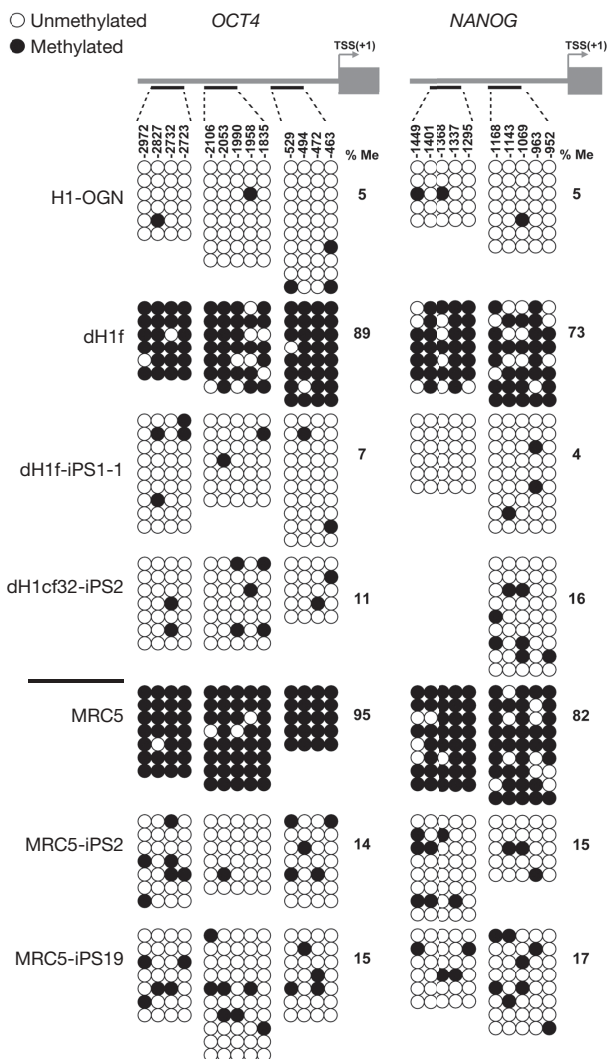 Unmethylated
Methylated
OCT4 NANOG
TSS(+1) TSS(+1)
-2972 -2827 -2732 -2723 -2106 -2053 -1990 -1958 -1835 -529 -494 -472 -463 % Me -1449 -1401 -1368 -1337 -1295 -1168 -1143 -1069 -963 -952 % Me
H1-OGN 5 5
dH1f 89 73
dH1f-iPS1-1 7 4
dH1cf32-iPS2 11 16
MRC5 95 82
MRC5-iPS2 14 15
MRC5-iPS19 15 17